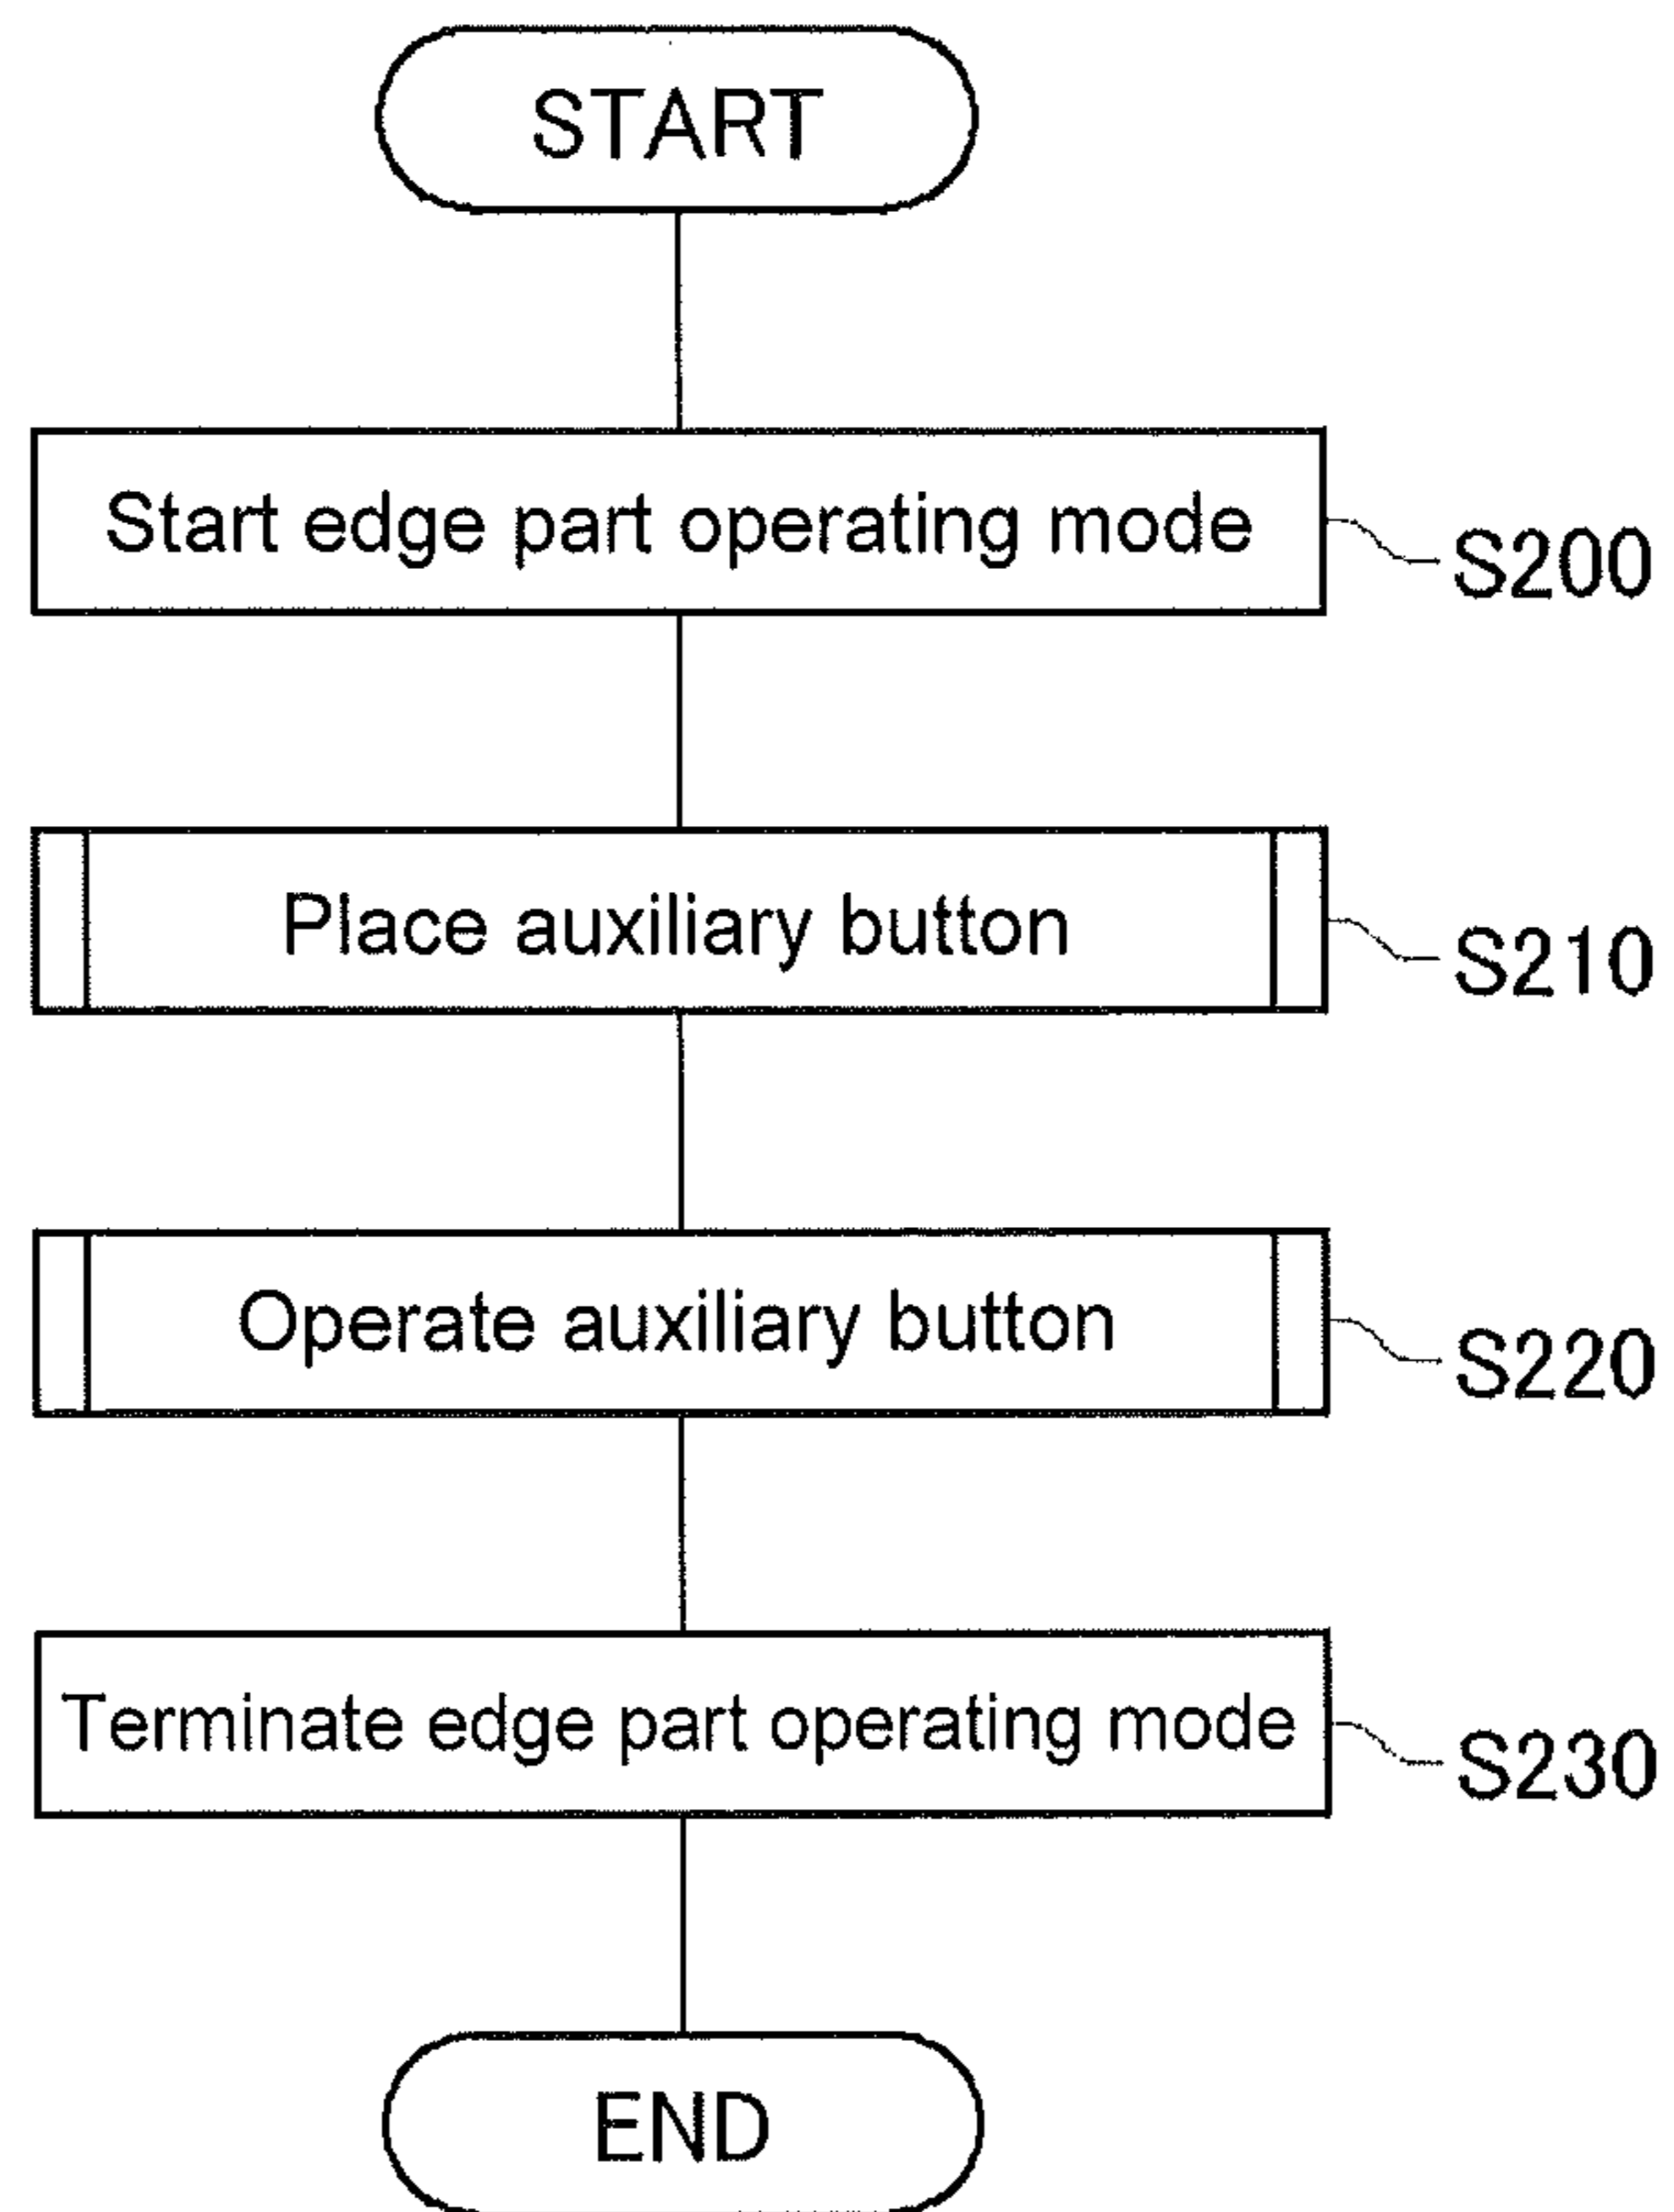 START
Start edge part operating mode
S200
Place auxiliary button
S210
Operate auxiliary button
S220
Terminate edge part operating mode
S230
END